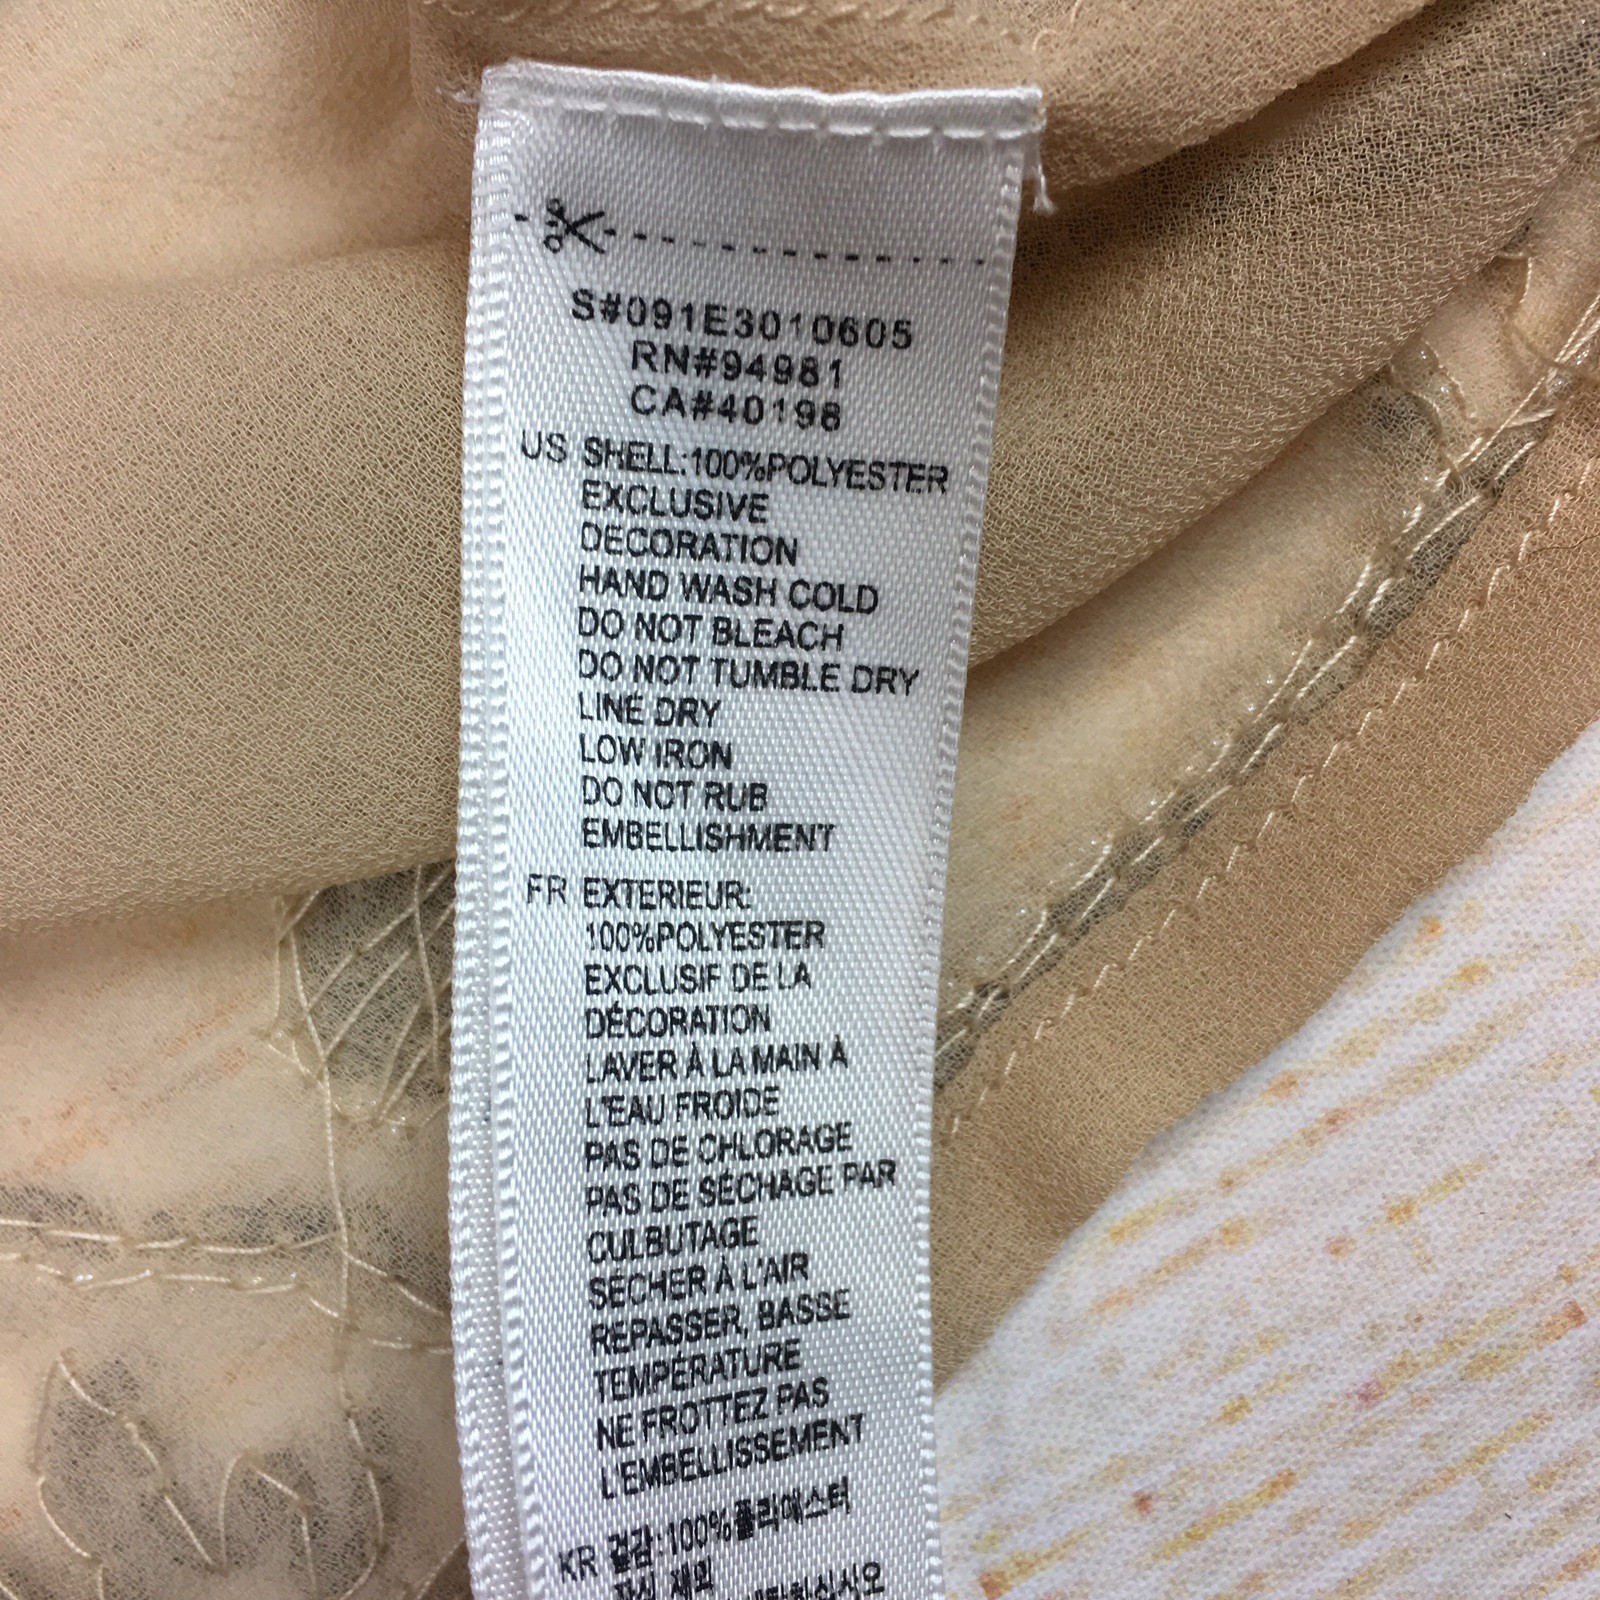 S#091E3010605
RN#94981
CA#40198
US SHELL:100%POLYESTER
EXCLUSIVE
DECORATION
HAND WASH COLD
DO NOT BLEACH
DO NOT TUMBLE DRY
LINE DRY
LOW IRON
DO NOT RUB
EMBELLISHMENT
FR EXTERIEUR:
100%POLYESTER
EXCLUSIF DE LA
DÉCORATION
LAVER À LA MAIN À
L'EAU FROIDE
PAS DE CHLORAGE
PAS DE SÉCHAGE PAR
CULBUTAGE
SÉCHER À L'AIR
REPASSER, BASSE
TEMPÉRATURE
NE FROTTEZ PAS
L'EMBELLISSEMENT
KR 겉감:100%폴리에스터
제외